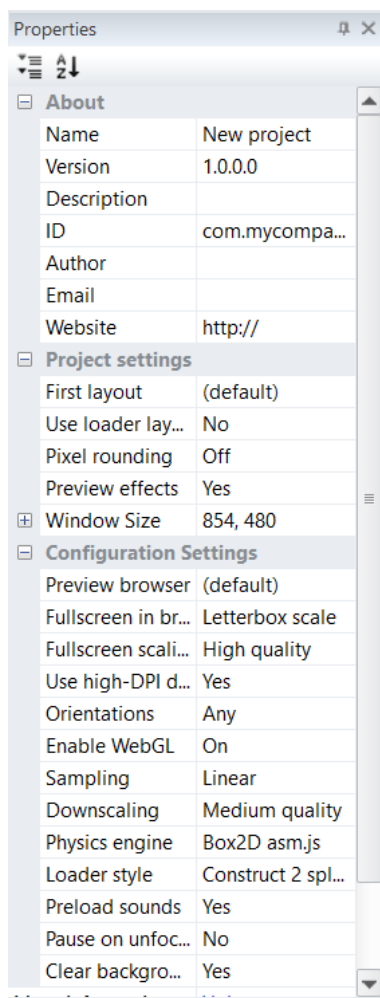 Properties
About
Name New project
Version 1.0.0.0
Description
ID com.mycompa...
Author
Email
Website http://
Project settings
First layout (default)
Use loader lay... No
Pixel rounding Off
Preview effects Yes
Window Size 854, 480
Configuration Settings
Preview browser (default)
Fullscreen in br... Letterbox scale
Fullscreen scali... High quality
Use high-DPI d... Yes
Orientations Any
Enable WebGL On
Sampling Linear
Downscaling Medium quality
Physics engine Box2D asm.js
Loader style Construct 2 spl...
Preload sounds Yes
Pause on unfoc... No
Clear backgro... Yes